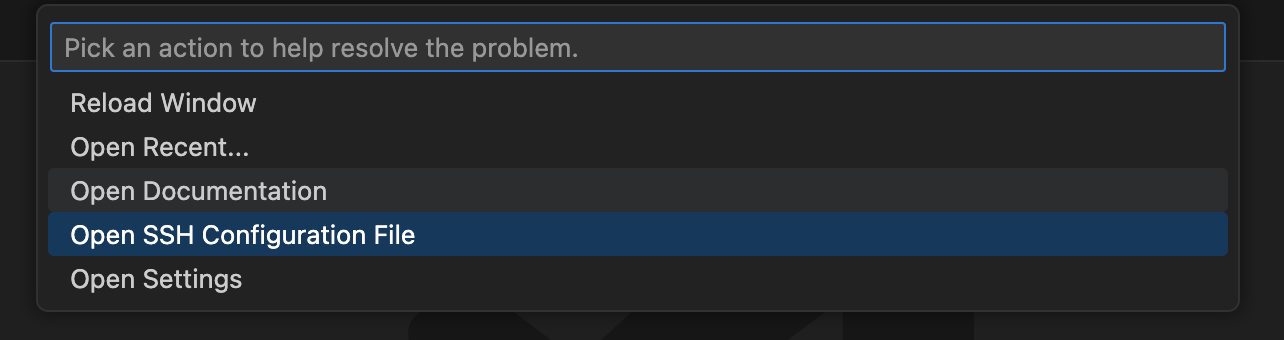 Pick an action to help resolve the problem.
Reload Window
Open Recent...
Open Documentation
Open SSH Configuration File
Open Settings